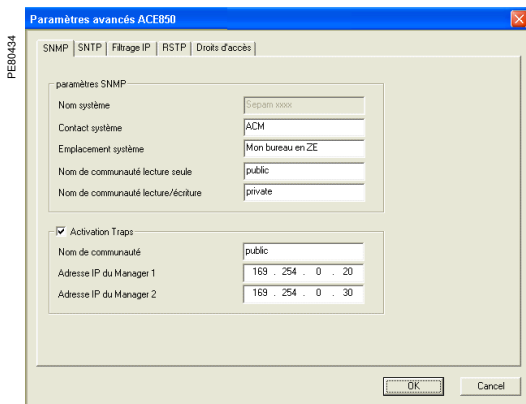 PE80434
Paramètres avancés ACE850
SNMP SNTP Filtrage IP RSTP Droits d'accès
paramètres SNMP
Nom système Sepam xxxx
Contact système ACM
Emplacement système Mon bureau en ZE
Nom de communauté lecture seule public
Nom de communauté lecture/écriture private
Activation Traps
Nom de communauté public
Adresse IP du Manager 1 169 . 254 . 0 . 20
Adresse IP du Manager 2 169 . 254 . 0 . 30
OK Cancel